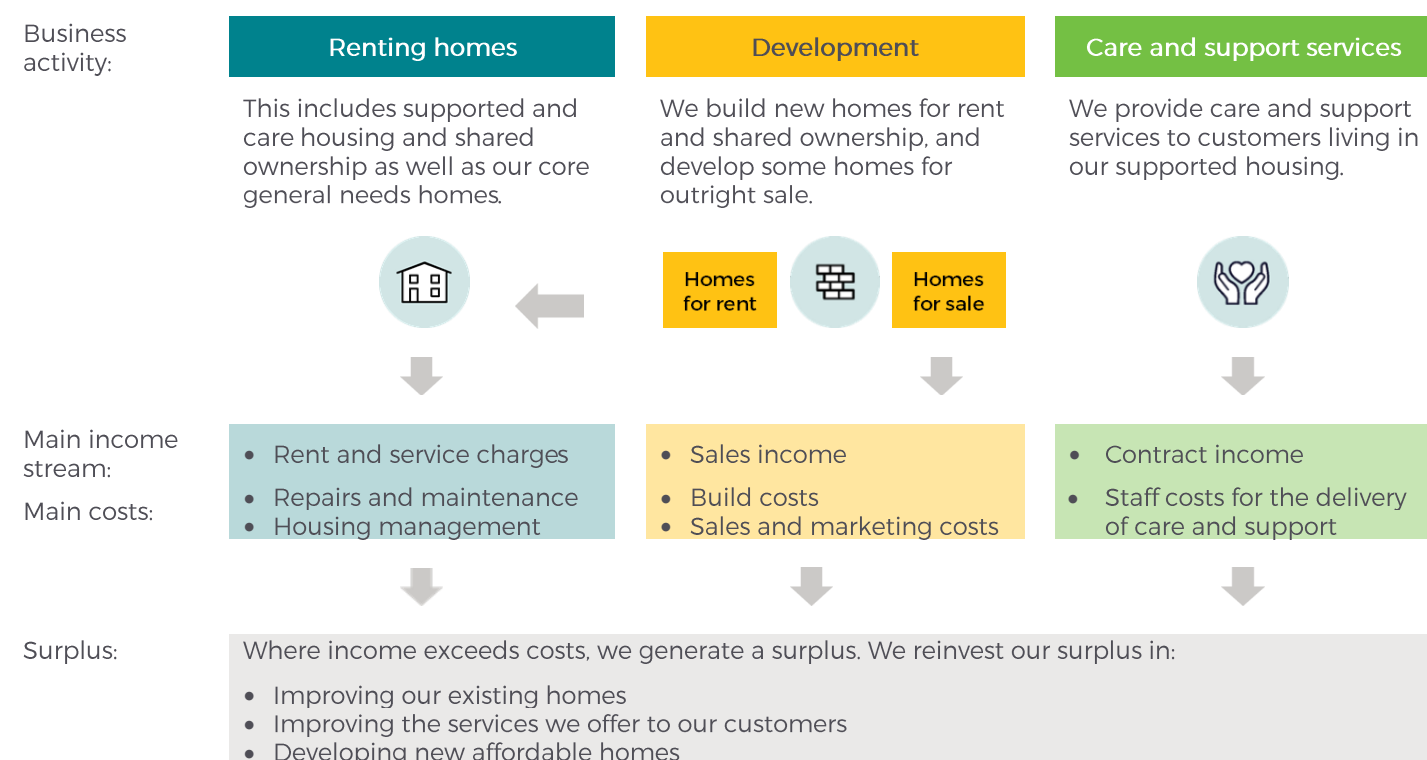 Business
activity:
Renting homes
Development
Care and support services
This includes supported and
care housing and shared
ownership as well as our core
general needs homes.
We build new homes for rent
and shared ownership, and
develop some homes for
outright sale.
We provide care and support
services to customers living in
our supported housing.
Homes
for rent
Homes
for sale
Main income
stream:
• Rent and service charges
• Sales income
• Contract income
Main costs:
• Repairs and maintenance
• Housing management
• Build costs
• Sales and marketing costs
• Staff costs for the delivery
of care and support
Surplus:
Where income exceeds costs, we generate a surplus. We reinvest our surplus in:
• Improving our existing homes
• Improving the services we offer to our customers
• Developing new affordable homes